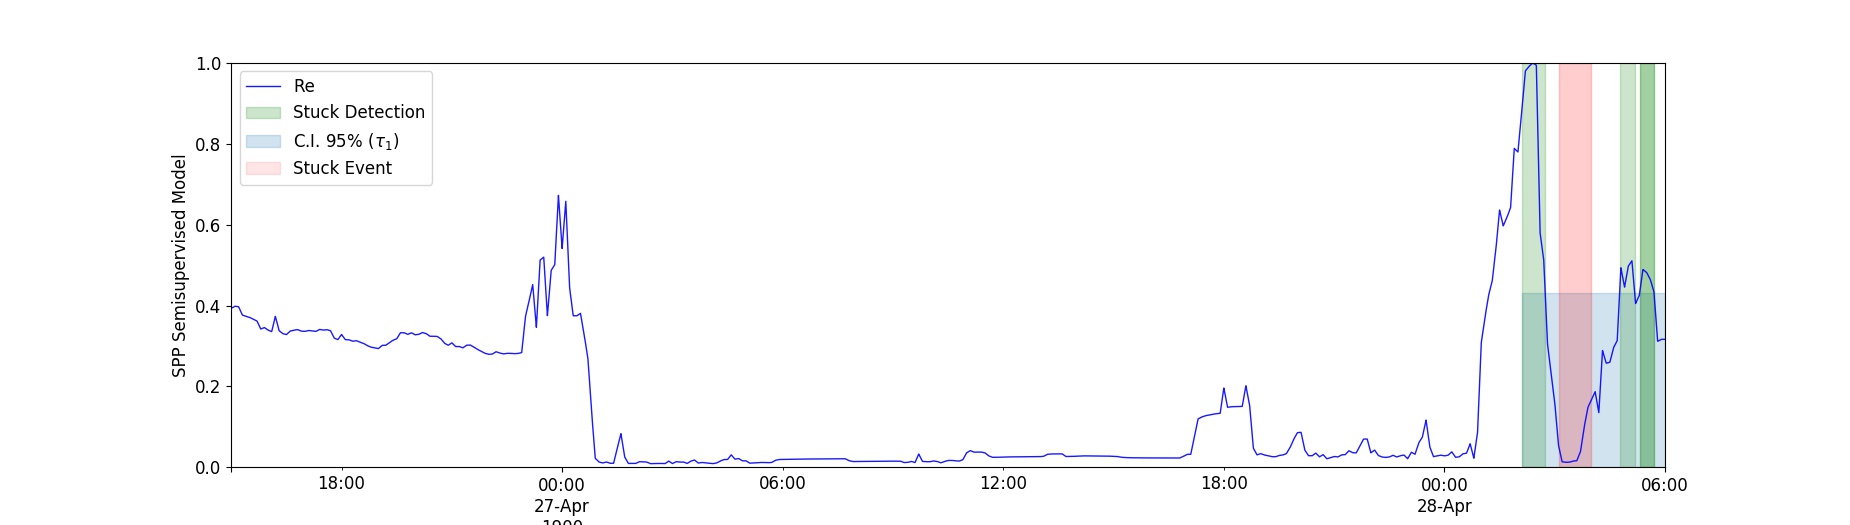 SPP Semisupervised Model
1.0
0.8
0.6
0.4
0.2
0.0
Re
Stuck Detection
C.I. 95% (τ₁)
Stuck Event
18:00
00:00
27-Apr
1900
06:00
12:00
18:00
00:00
28-Apr
06:00